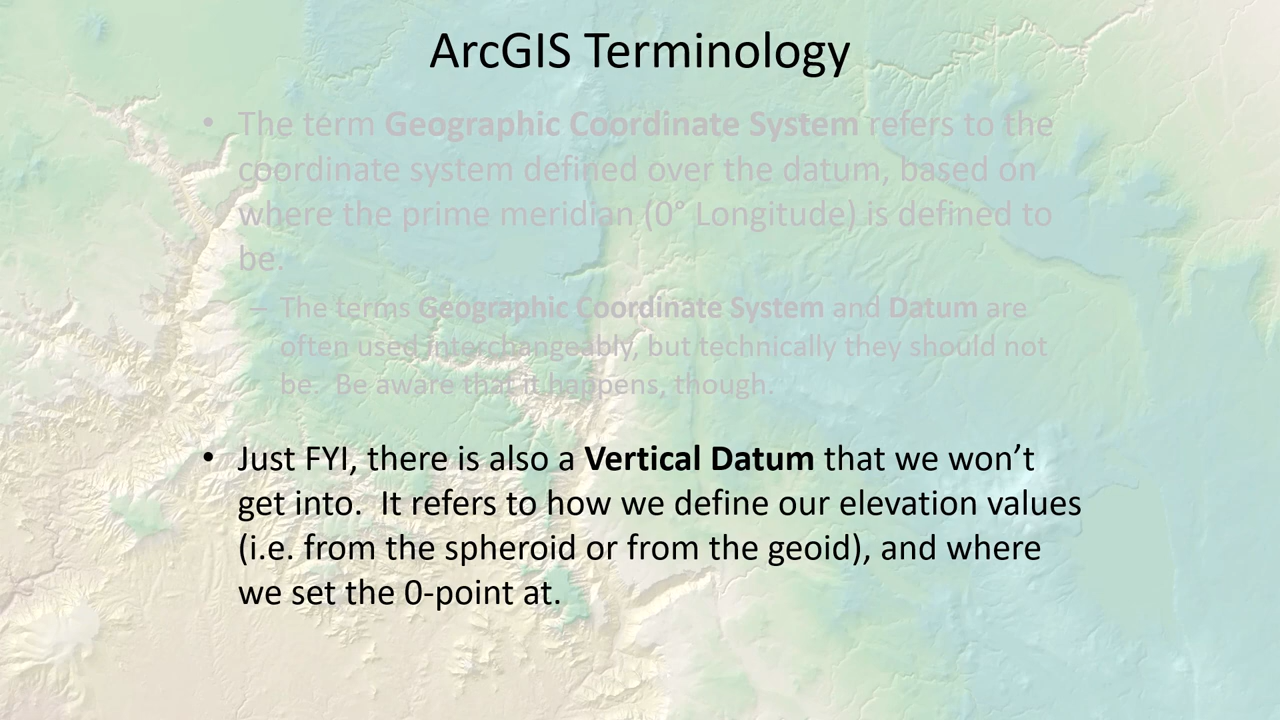 ArcGIS Terminology
• The term Geographic Coordinate System refers to the
coordinate system defined over the datum, based on
where the prime meridian (0° Longitude) is defined to
be.
– The terms Geographic Coordinate System and Datum are
often used interchangeably, but technically they should not
be.  Be aware that it happens, though.
• Just FYI, there is also a Vertical Datum that we won’t
get into.  It refers to how we define our elevation values
(i.e. from the spheroid or from the geoid), and where
we set the 0-point at.